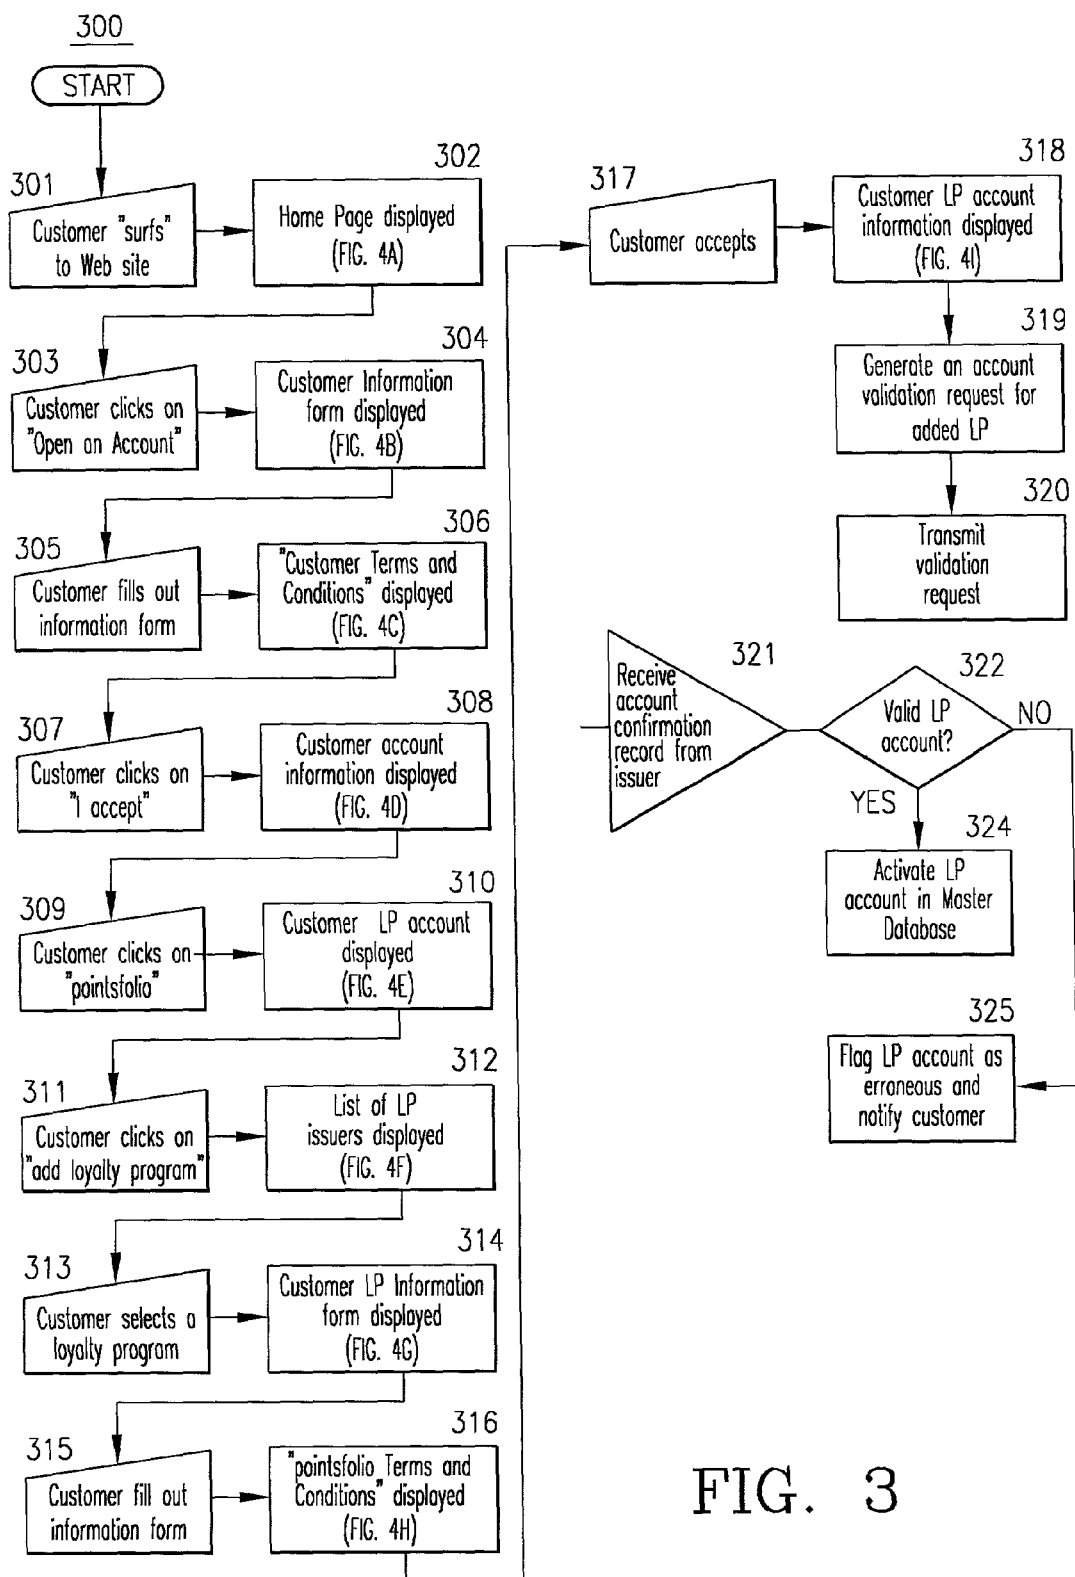 300
START
301
Customer "surfs"
to Web site
302
Home Page displayed
(FIG. 4A)
303
Customer clicks on
"Open an Account"
304
Customer Information
form displayed
(FIG. 4B)
305
Customer fills out
information form
306
"Customer Terms and
Conditions" displayed
(FIG. 4C)
307
Customer clicks on
"I accept"
308
Customer account
information displayed
(FIG. 4D)
309
Customer clicks on
"pointsfolio"
310
Customer LP account
displayed
(FIG. 4E)
311
Customer clicks on
"add loyalty program"
312
List of LP
issuers displayed
(FIG. 4F)
313
Customer selects a
loyalty program
314
Customer LP Information
form displayed
(FIG. 4G)
315
Customer fill out
information form
316
"pointsfolio Terms and
Conditions" displayed
(FIG. 4H)
317
Customer accepts
318
Customer LP account
information displayed
(FIG. 4I)
319
Generate an account
validation request for
added LP
320
Transmit
validation
request
321
Receive
account
confirmation
record from
issuer
322
Valid LP
account?
NO
YES
324
Activate LP
account in Master
Database
325
Flag LP account as
erraneous and
notify customer
FIG. 3